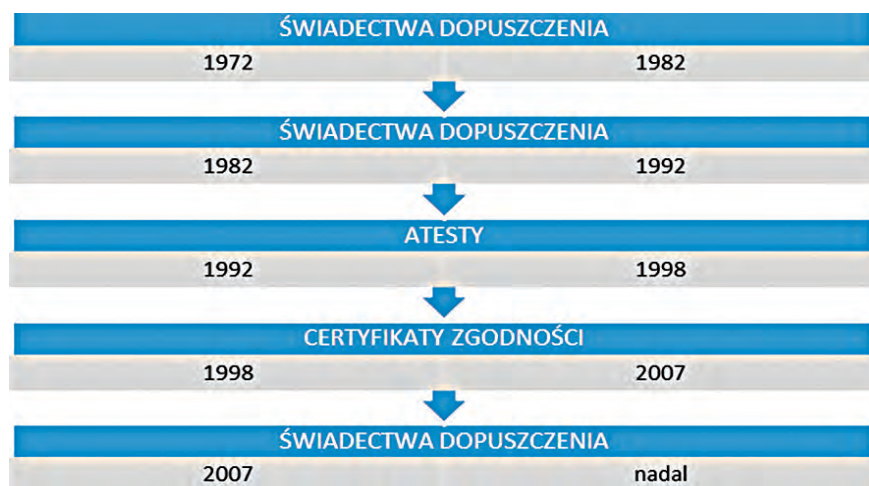 ŚWIADECTWA DOPUSZCZENIA
1972 1982
ŚWIADECTWA DOPUSZCZENIA
1982 1992
ATESTY
1992 1998
CERTYFIKATY ZGODNOŚCI
1998 2007
ŚWIADECTWA DOPUSZCZENIA
2007 nadal